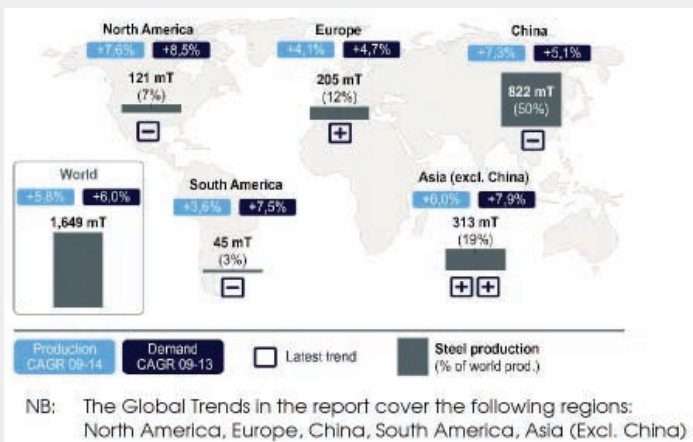 North America
+7,6% +8,5%
121 mT
(7%)
Europe
+4,1% +4,7%
205 mT
(12%)
China
+7,3% +5,1%
822 mT
(50%)
World
+5,8% +6,0%
1,649 mT
South America
+3,6% +7,5%
45 mT
(3%)
Asia (excl. China)
+6,0% +7,9%
313 mT
(19%)
Production
CAGR 09-14
Demand
CAGR 09-13
Latest trend
Steel production
(% of world prod.)
NB: The Global Trends in the report cover the following regions:
North America, Europe, China, South America, Asia (Excl. China)